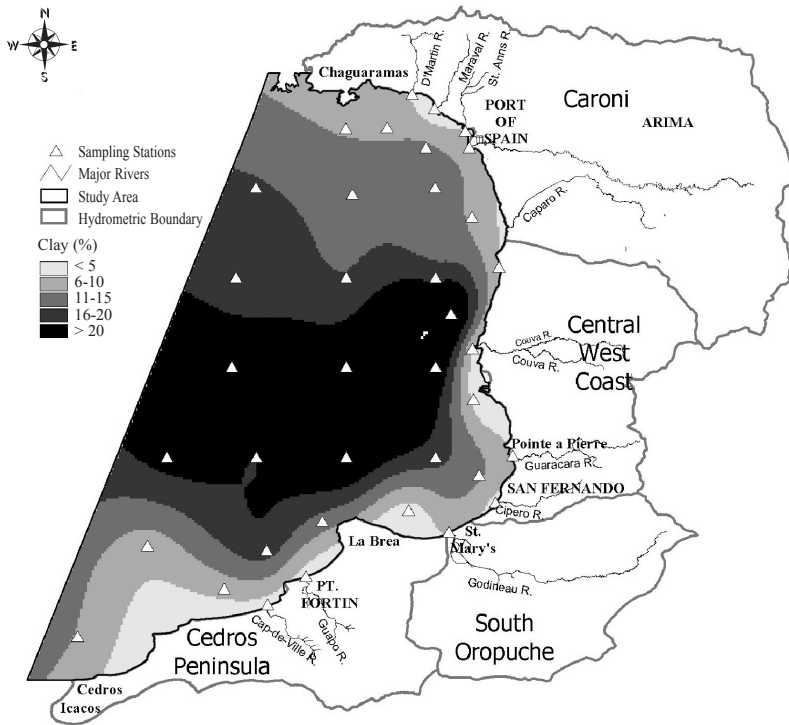 N
W E
S
Chaguaramas
D'Martin R.
Maraval R.
St. Anns R.
PORT
OF
SPAIN
Caroni
ARIMA
Sampling Stations
Major Rivers
Study Area
Hydrometric Boundary
Clay (%)
< 5
6-10
11-15
16-20
> 20
Caparo R.
Central
West
Coast
Couva R.
Couva R.
Pointe a Pierre
Guaracara R.
SAN FERNANDO
Cipero R.
St.
Mary's
La Brea
Godineau R.
PT.
FORTIN
Guapo R.
Cap-de-Ville R.
Cedros
Peninsula
South
Oropuche
Cedros
Icacos